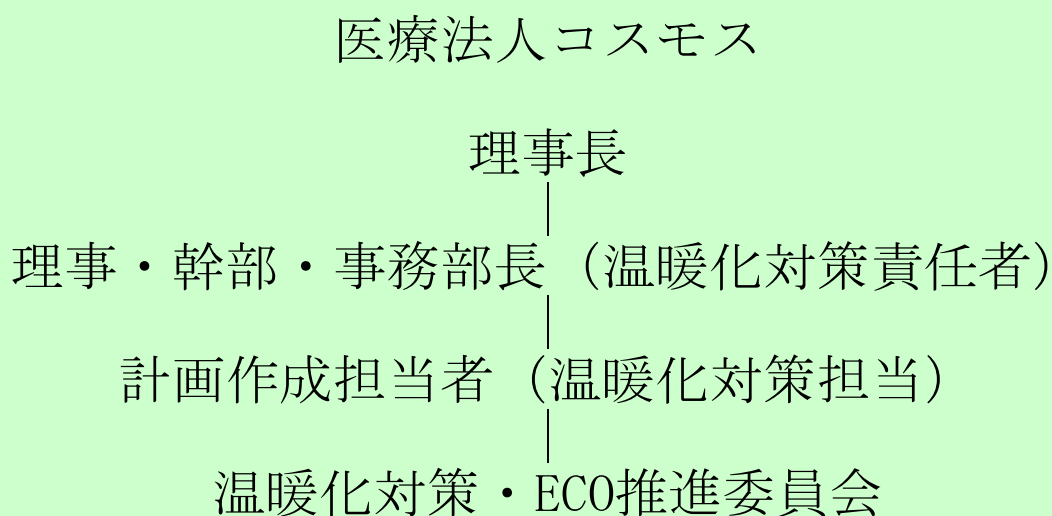 医療法人コスモス
理事長
理事・幹部・事務部長（温暖化対策責任者）
計画作成担当者（温暖化対策担当）
温暖化対策・ECO推進委員会